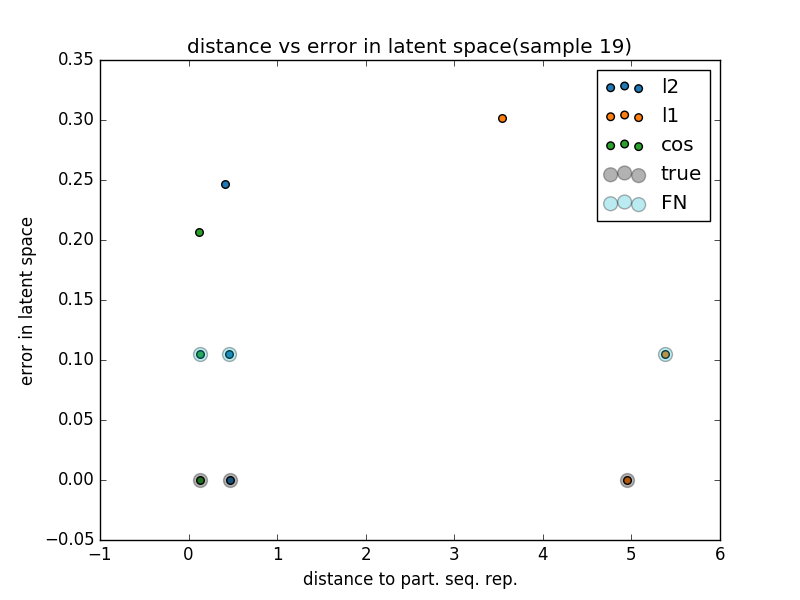 distance vs error in latent space(sample 19)
0.35
0.30
0.25
0.20
0.15
0.10
0.05
0.00
−0.05
error in latent space
l2
l1
cos
true
FN
−1 0 1 2 3 4 5 6
distance to part. seq. rep.